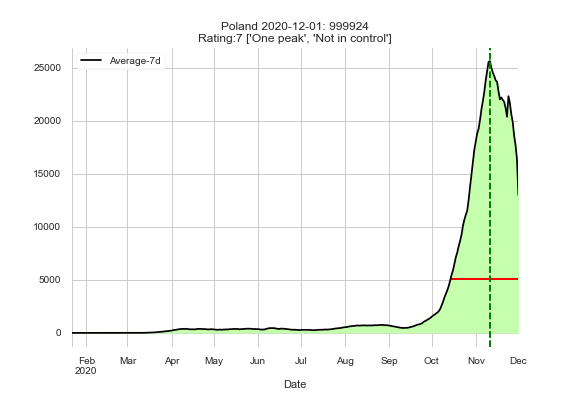 Poland 2020-12-01: 999924
Rating:7 ['One peak', 'Not in control']
Average-7d
25000
20000
15000
10000
5000
0
Feb Mar Apr May Jun Jul Aug Sep Oct Nov Dec
2020
Date